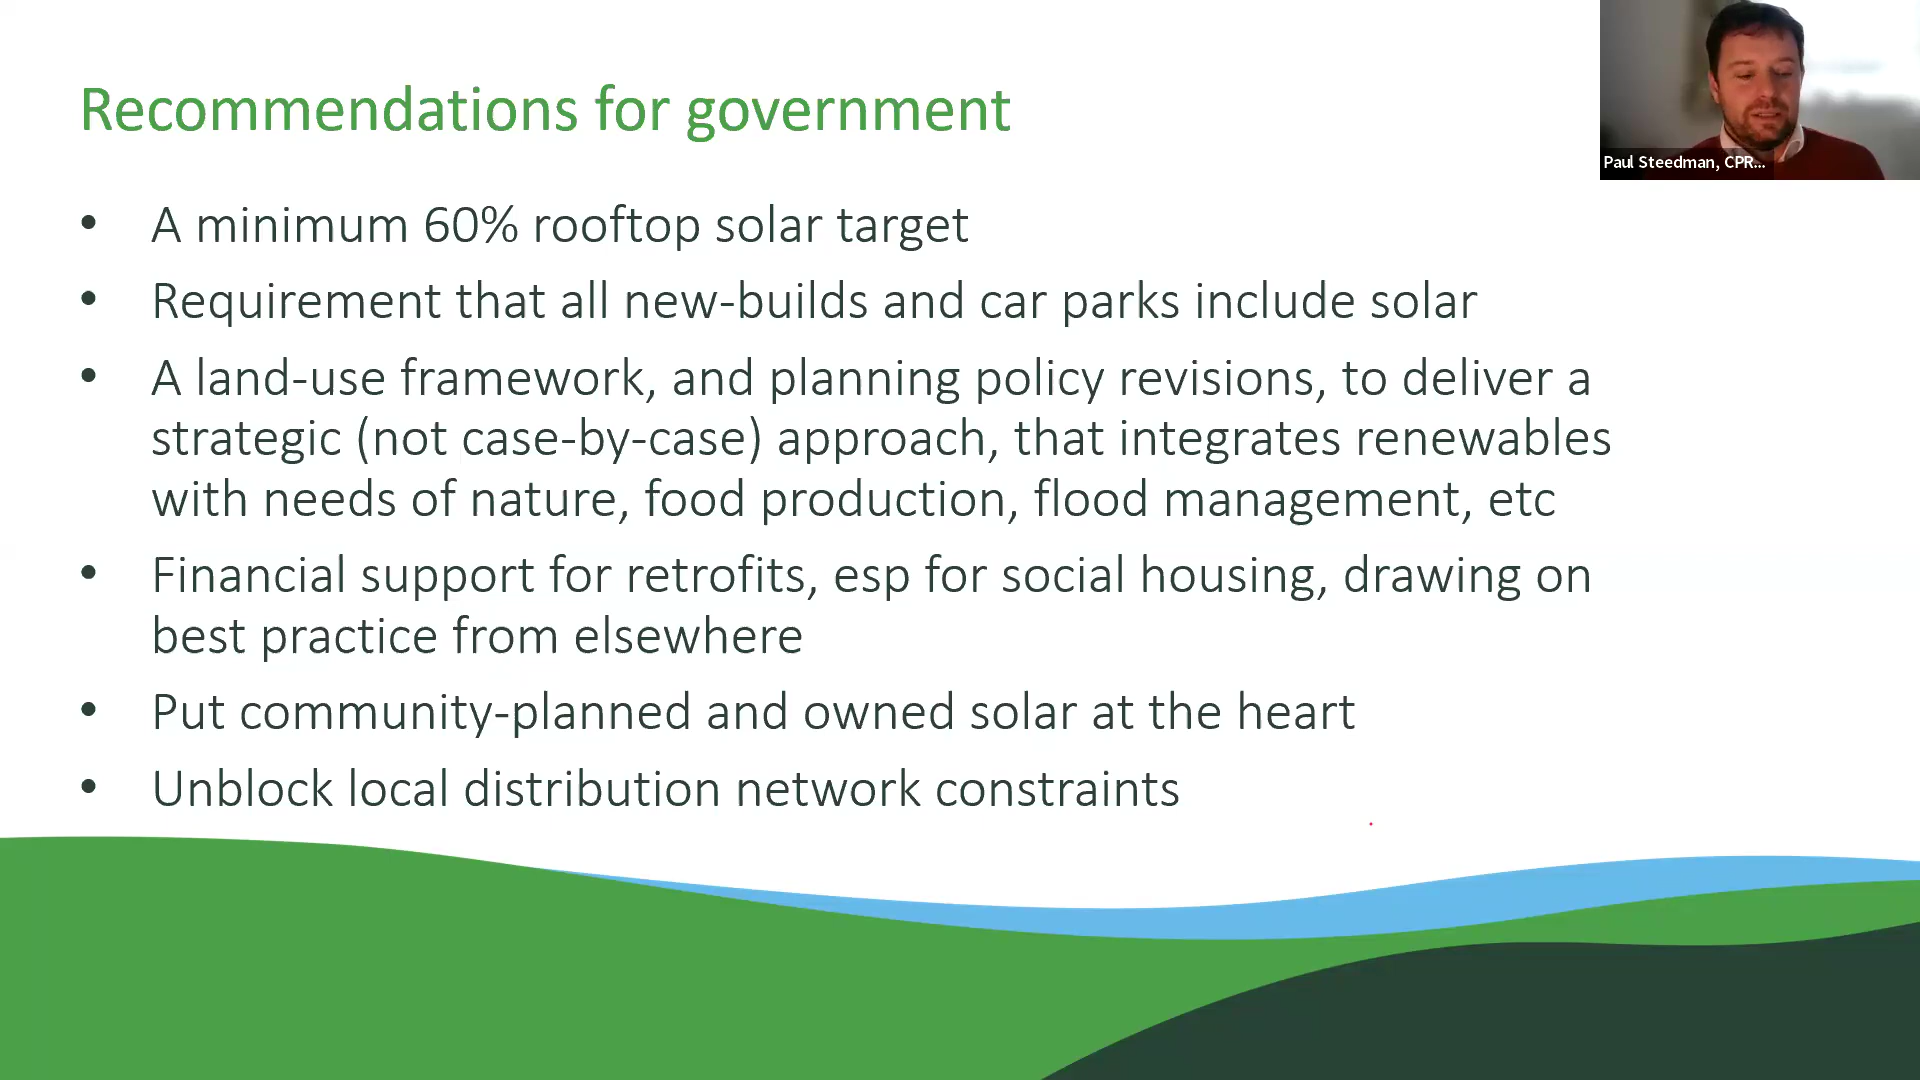 Recommendations for government
Paul Steedman, CPR...
• A minimum 60% rooftop solar target
• Requirement that all new-builds and car parks include solar
• A land-use framework, and planning policy revisions, to deliver a
strategic (not case-by-case) approach, that integrates renewables
with needs of nature, food production, flood management, etc
• Financial support for retrofits, esp for social housing, drawing on
best practice from elsewhere
• Put community-planned and owned solar at the heart
• Unblock local distribution network constraints